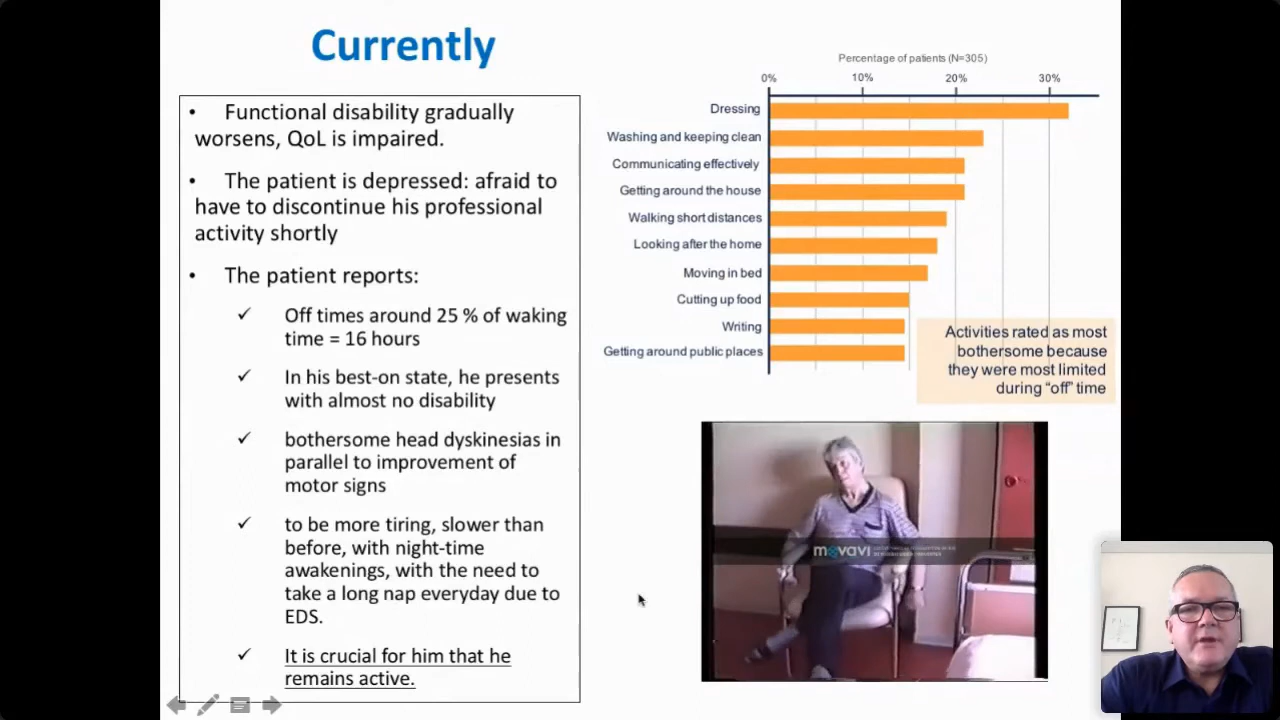 Currently
• Functional disability gradually
worsens, QoL is impaired.
• The patient is depressed: afraid to
have to discontinue his professional
activity shortly
• The patient reports:
✓ Off times around 25 % of waking
time = 16 hours
✓ In his best-on state, he presents
with almost no disability
✓ bothersome head dyskinesias in
parallel to improvement of
motor signs
✓ to be more tiring, slower than
before, with night-time
awakenings, with the need to
take a long nap everyday due to
EDS.
✓ It is crucial for him that he
remains active.
Percentage of patients (N=305)
0% 10% 20% 30%
Dressing
Washing and keeping clean
Communicating effectively
Getting around the house
Walking short distances
Looking after the home
Moving in bed
Cutting up food
Writing
Getting around public places
Activities rated as most
bothersome because
they were most limited
during “off” time
movavi